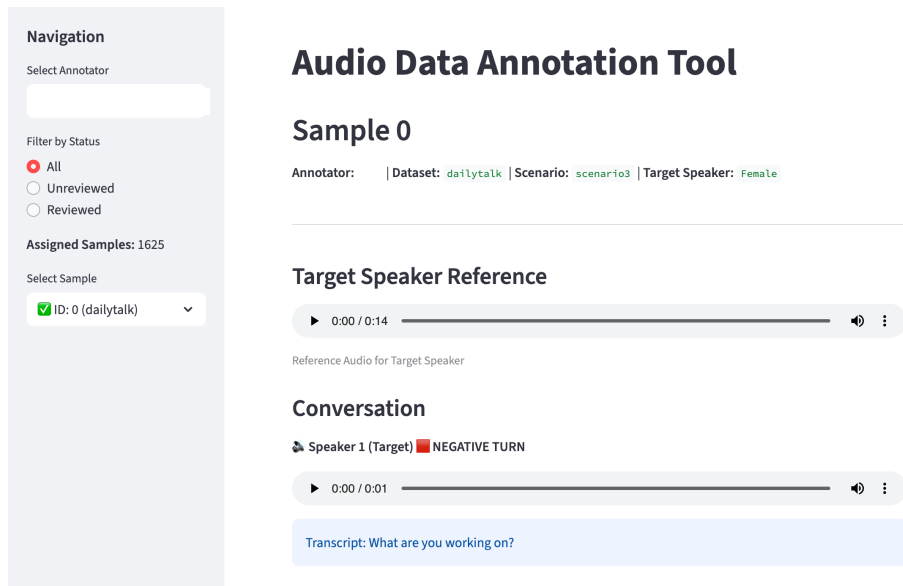 Navigation
Select Annotator
Filter by Status
All
Unreviewed
Reviewed
Assigned Samples: 1625
Select Sample
✅ ID: 0 (dailytalk)
Audio Data Annotation Tool
Sample 0
Annotator: | Dataset: dailytalk | Scenario: scenario3 | Target Speaker: Female
Target Speaker Reference
0:00 / 0:14
Reference Audio for Target Speaker
Conversation
🔊 Speaker 1 (Target) 🟥 NEGATIVE TURN
0:00 / 0:01
Transcript: What are you working on?